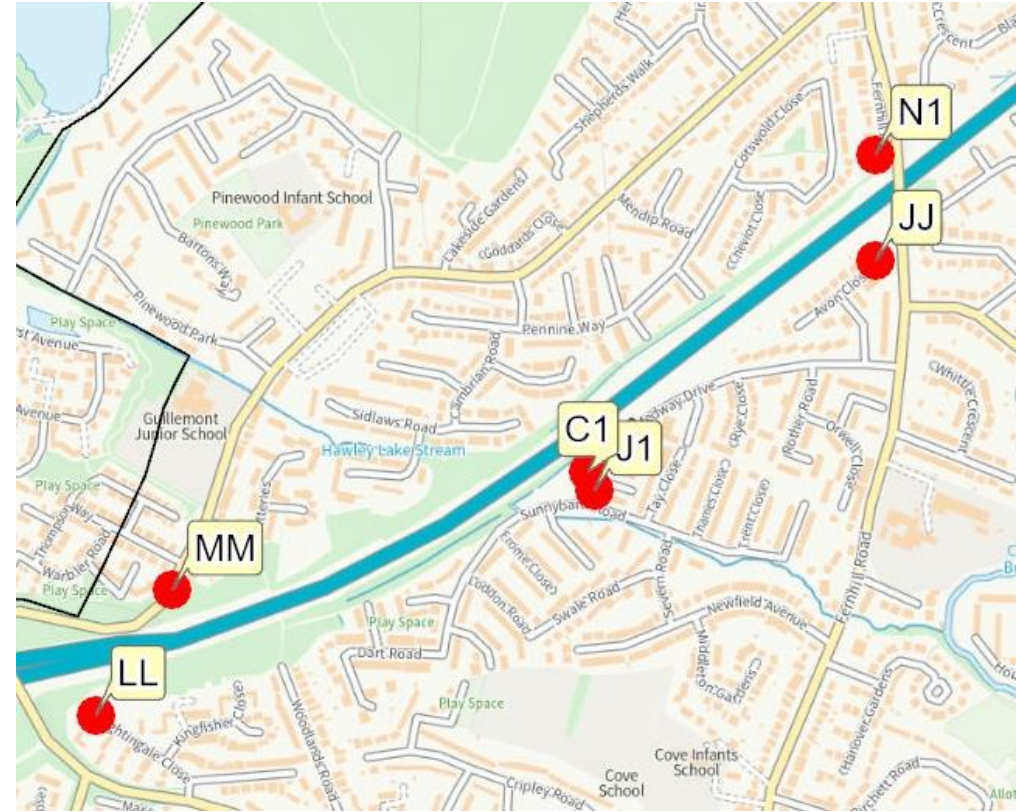 Crescent
Fernhill
N1
Shepherds Walk
Cotswold Close
Pinewood Infant School
Lakeside Gardens
Pinewood Park
Mendip Road
JJ
Goddards Close
Cheviot Close
Bartons Way
Avon Close
Pinewood Park
Play Space
Pennine Way
Avenue
Cambrian Road
Whittle Crescent
Rye Close
Rother Road
Avenue
Guillemont
Junior School
Sidlaws Road
C1
J1
Orwell Close
Hawley Lake Stream
Tay Close
Thames Close
Trent Close
Play Space
Road
Thompson Way
Warbler Road
MM
Frome Close
Severn Road
Fernhill Road
Loddon Road
Swale Road
Newfield Avenue
Play Space
Play Space
Dart Road
Middleton Gardens
LL
Kingfisher Close
Play Space
Woodlands Road
Hanover Gardens
Cove Infants
School
Cove
School
Cripley Road